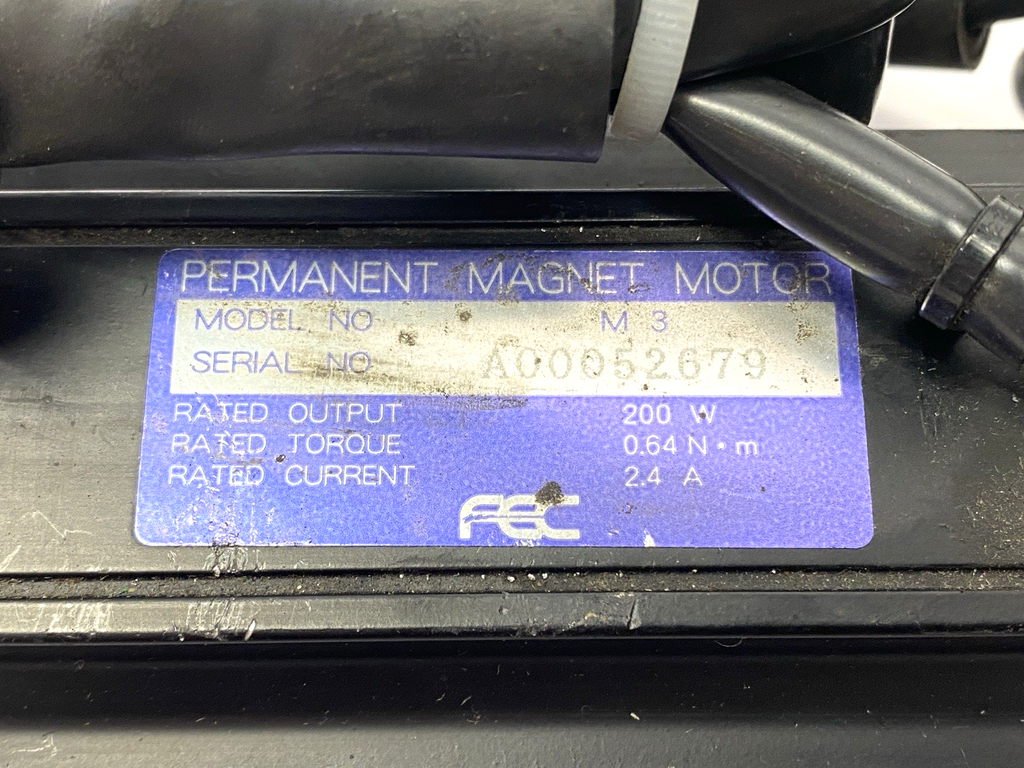 PERMANENT MAGNET MOTOR
MODEL NO M 3
SERIAL NO A00052679
RATED OUTPUT 200 W
RATED TORQUE 0.64 N・m
RATED CURRENT 2.4 A
FEC